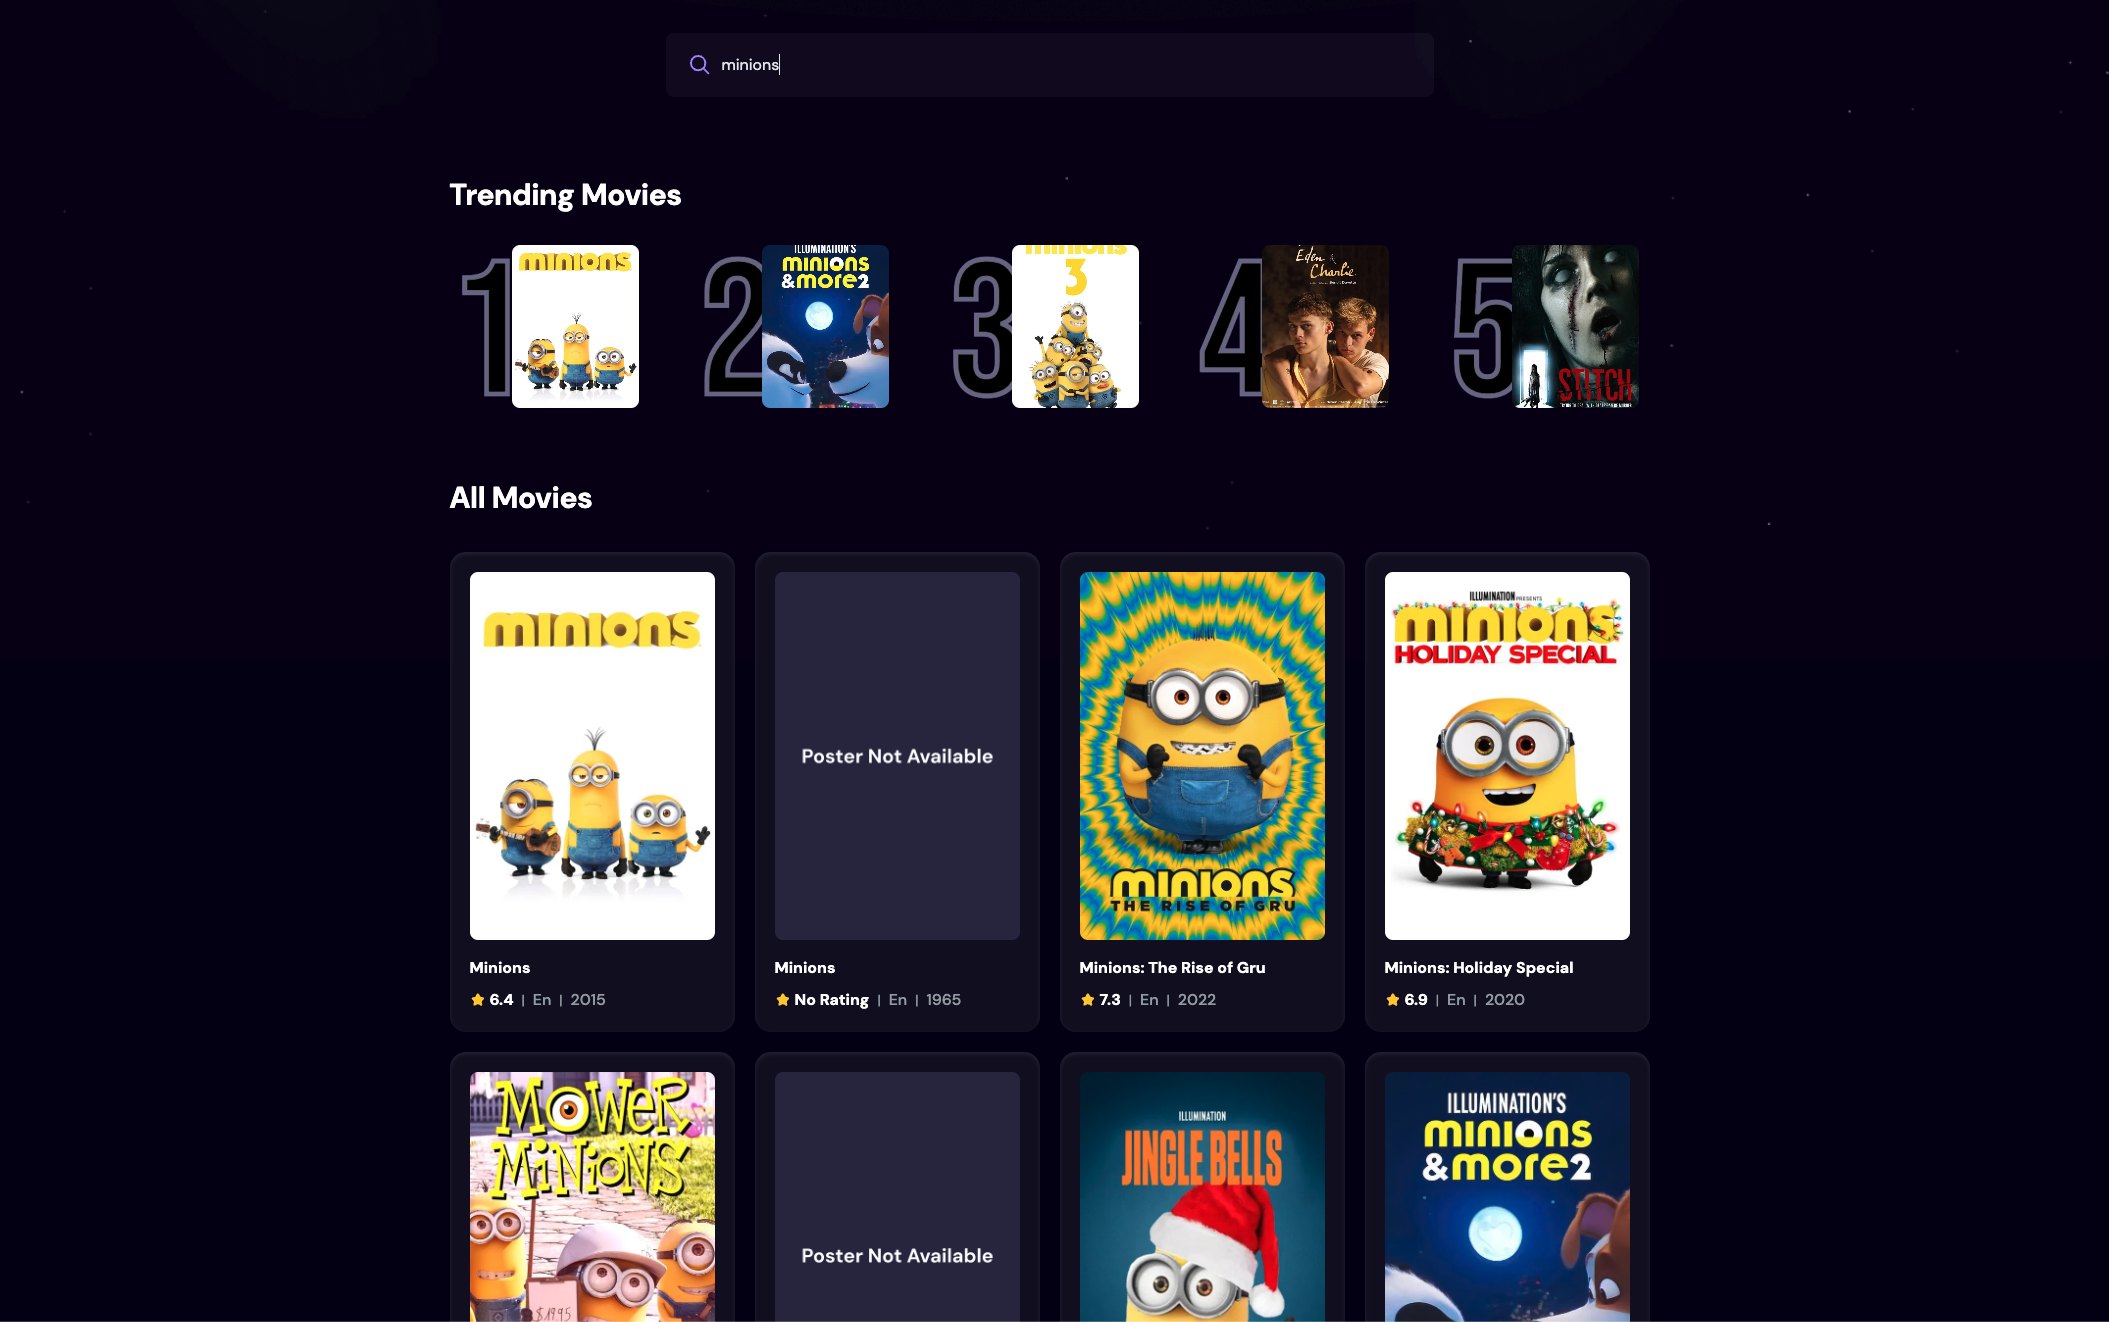 minions
Trending Movies
1
minions
2
ILLUMINATION'S
minions
&more2
3
minions
3
4
Eden &
Charlie
5
STITCH
All Movies
minions
Minions
6.4 | En | 2015
Poster Not Available
Minions
No Rating | En | 1965
minions
THE RISE OF GRU
Minions: The Rise of Gru
7.3 | En | 2022
ILLUMINATION PRESENTS
minions
HOLIDAY SPECIAL
Minions: Holiday Special
6.9 | En | 2020
MOWER
MINIONS
$19.95
Poster Not Available
ILLUMINATION
JINGLE BELLS
ILLUMINATION'S
minions
&more2